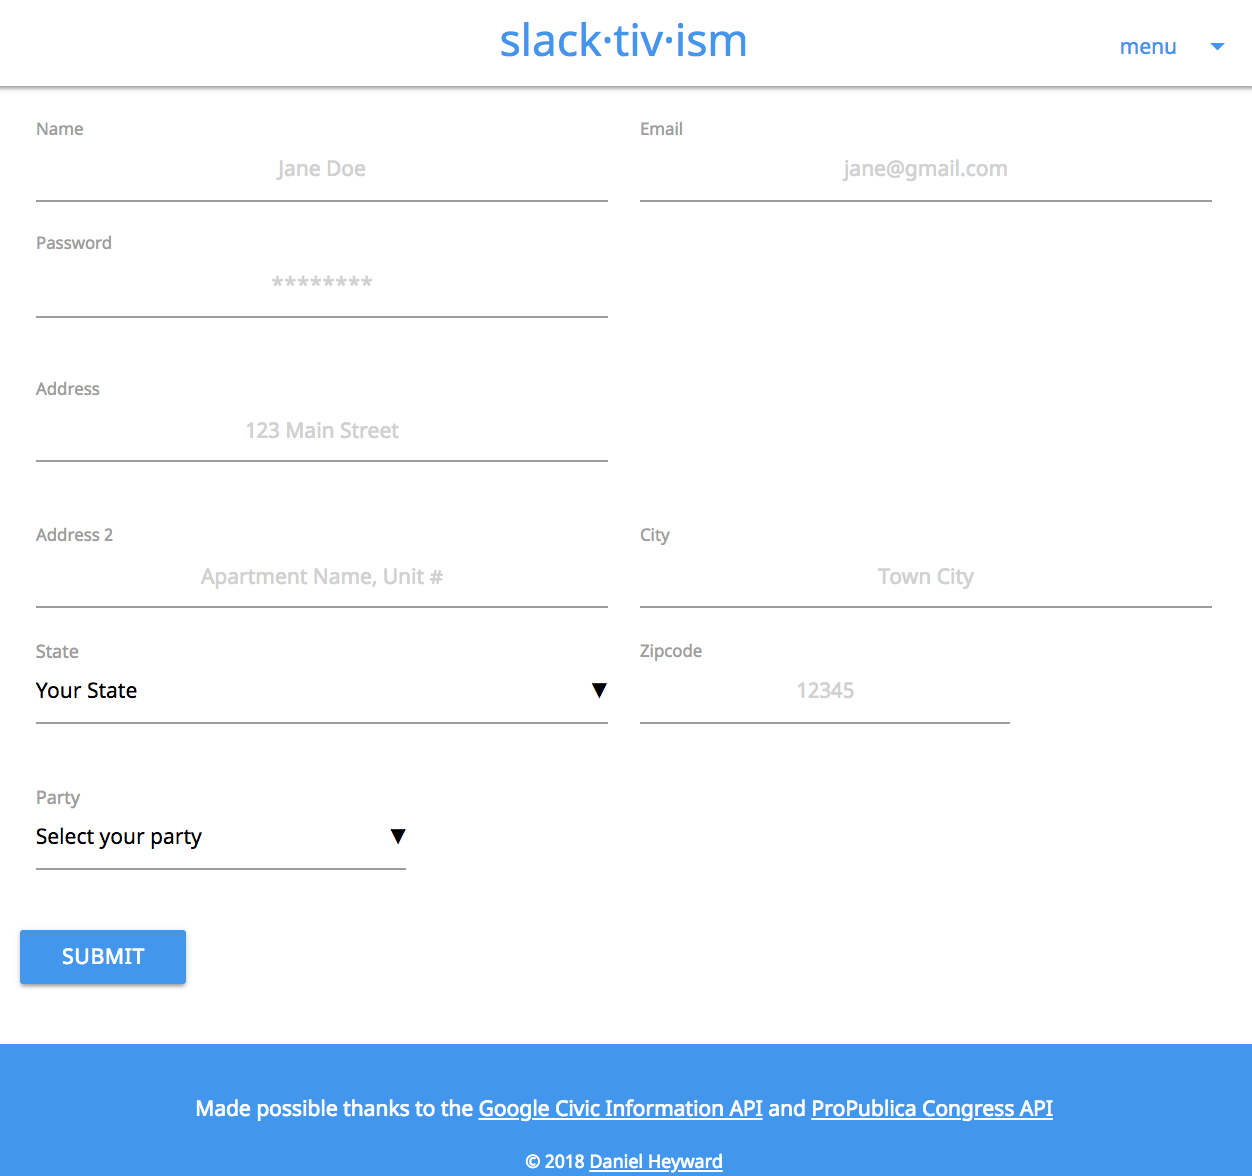 slack·tiv·ism
menu
Name
Email
Jane Doe
jane@gmail.com
Password
********
Address
123 Main Street
Address 2
City
Apartment Name, Unit #
Town City
State
Zipcode
Your State
12345
Party
Select your party
SUBMIT
Made possible thanks to the Google Civic Information API and ProPublica Congress API
© 2018 Daniel Heyward